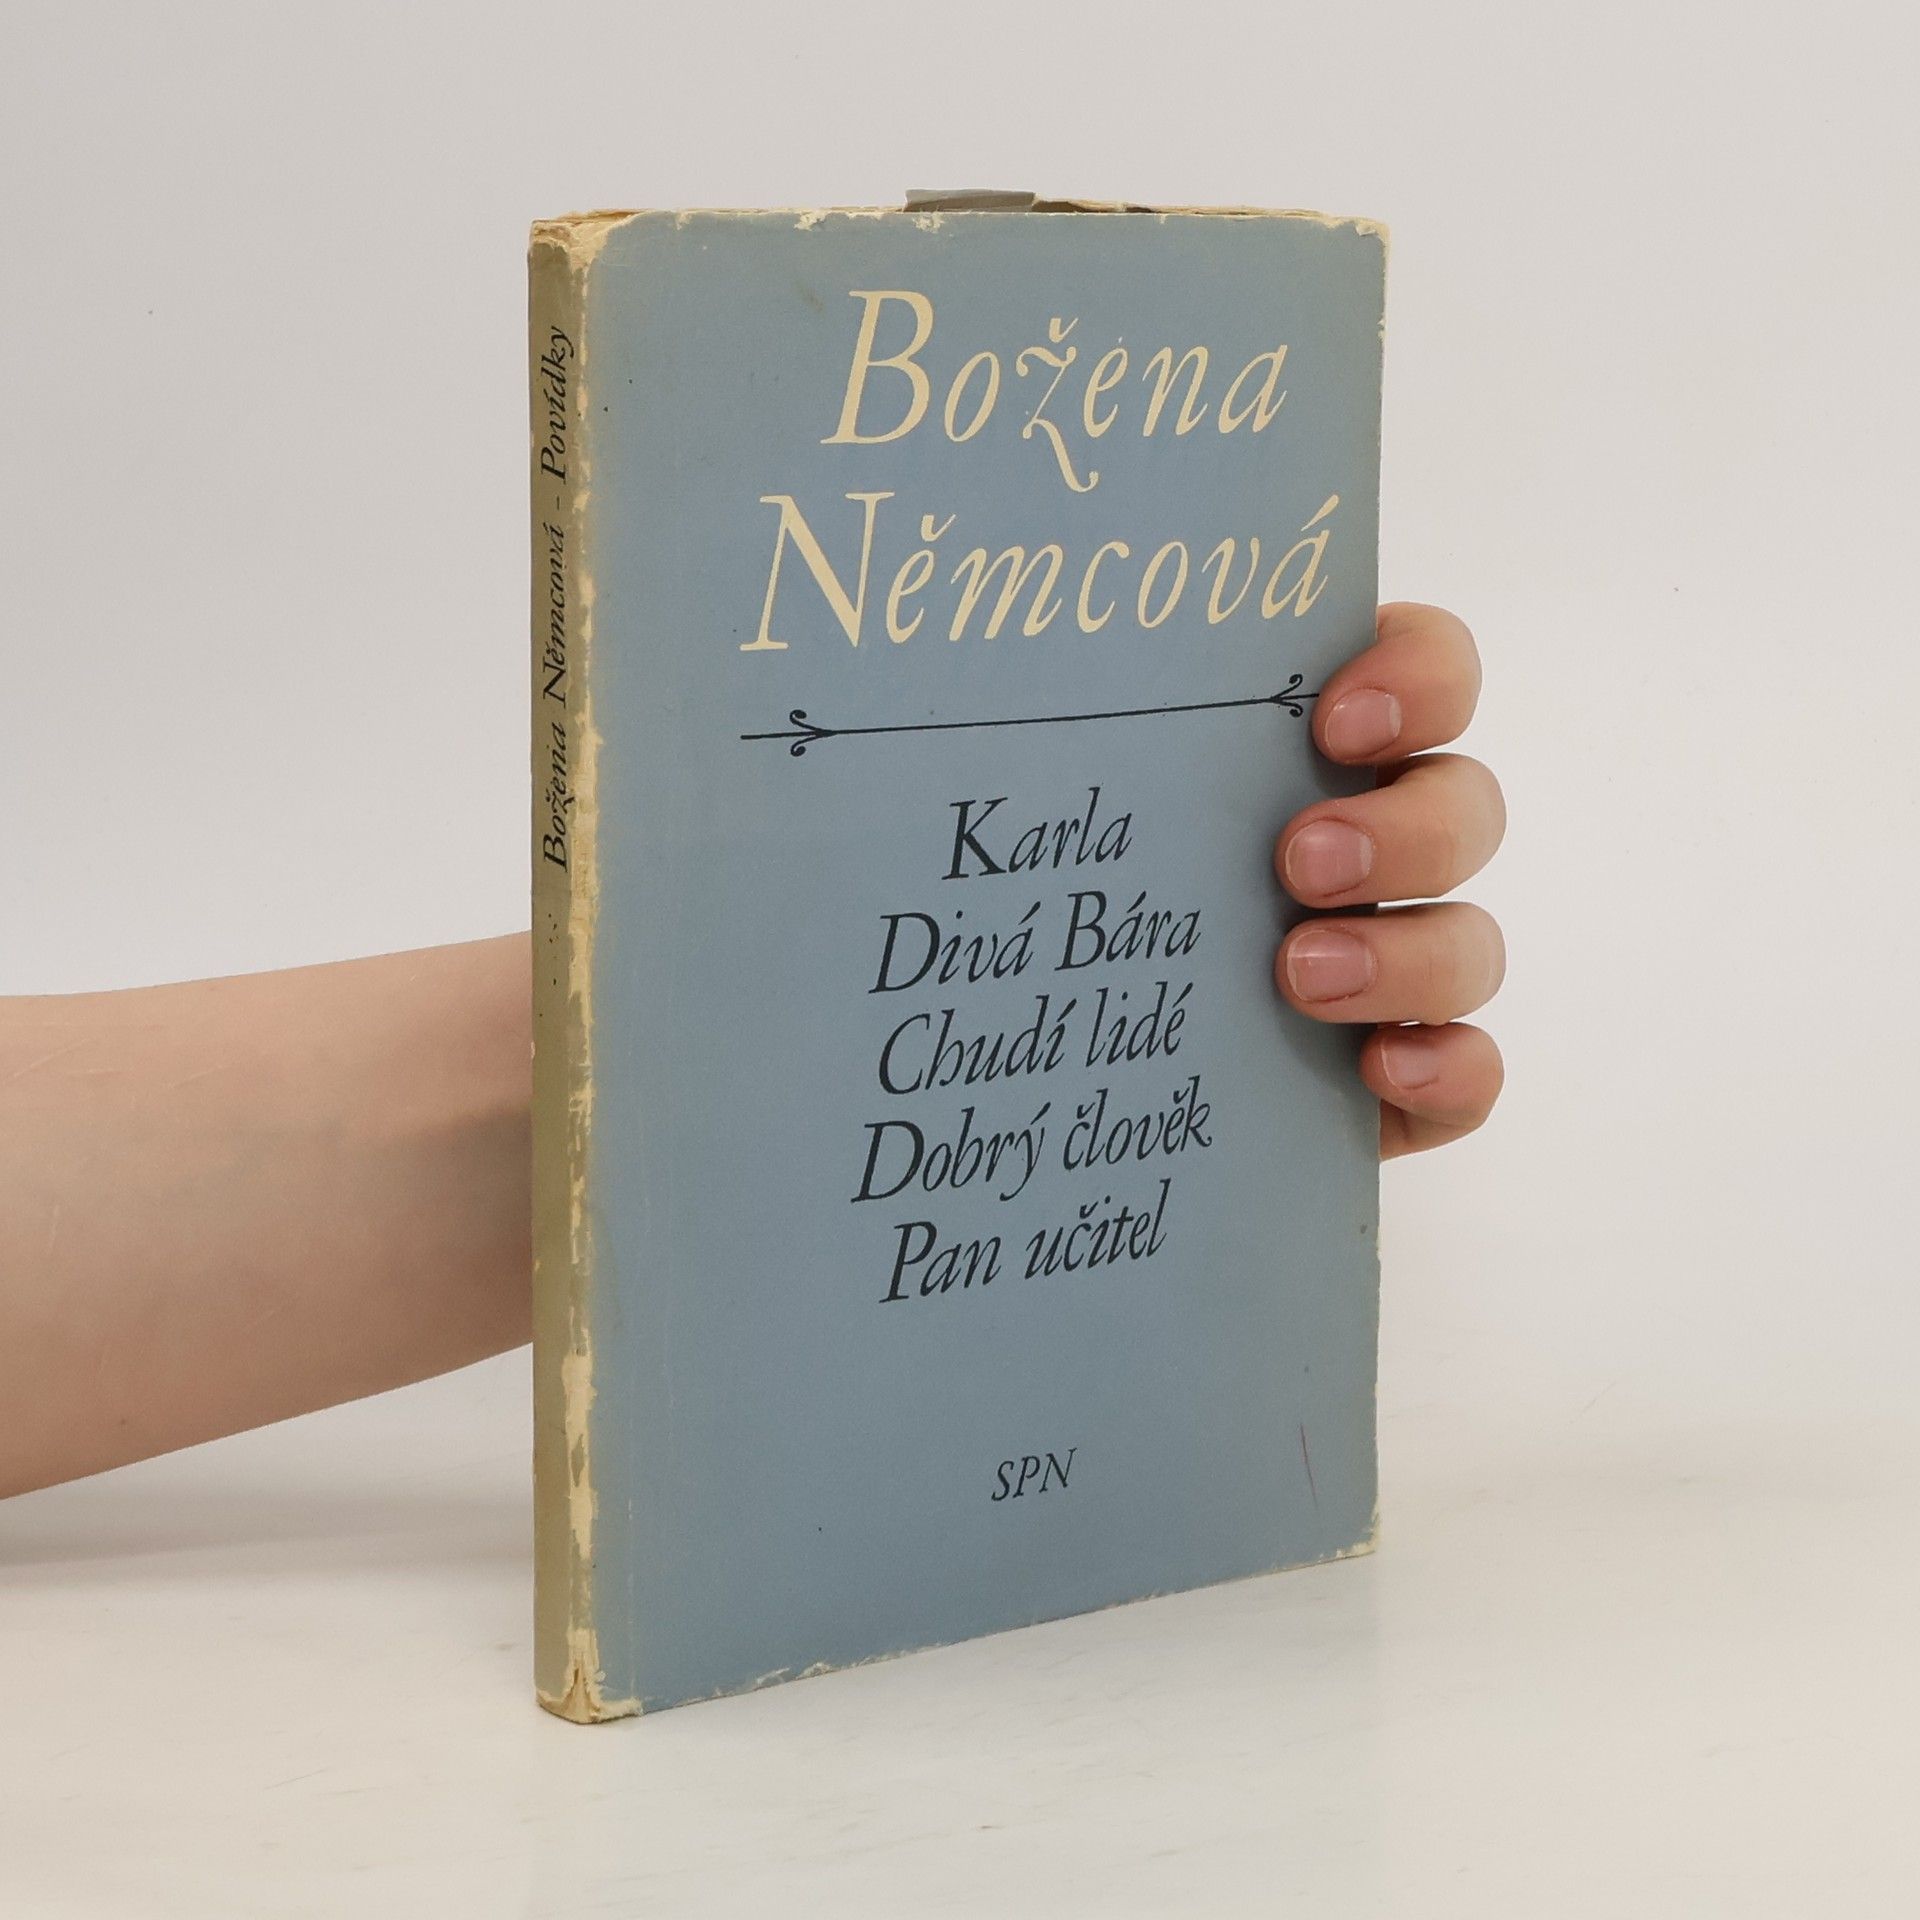 Božena Němcová - Povídky
Božena
Němcová
Karla
Divá Bára
Chudí lidé
Dobrý člověk
Pan učitel
SPN